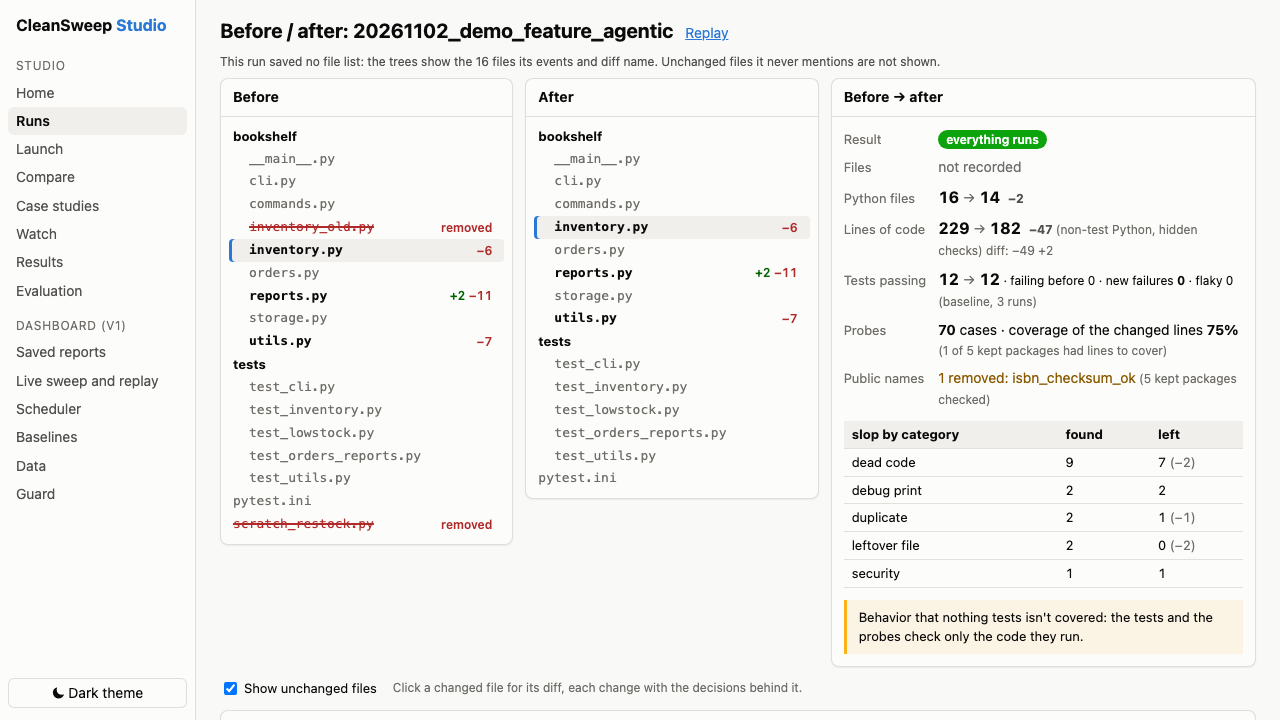 CleanSweep Studio
STUDIO
Home
Runs
Launch
Compare
Case studies
Watch
Results
Evaluation
DASHBOARD (V1)
Saved reports
Live sweep and replay
Scheduler
Baselines
Data
Guard
Dark theme
Before / after: 20261102_demo_feature_agentic Replay
This run saved no file list: the trees show the 16 files its events and diff name. Unchanged files it never mentions are not shown.
Before
bookshelf
__main__.py
cli.py
commands.py
inventory_old.py removed
inventory.py −6
orders.py
reports.py +2 −11
storage.py
utils.py −7
tests
test_cli.py
test_inventory.py
test_lowstock.py
test_orders_reports.py
test_utils.py
pytest.ini
scratch_restock.py removed
After
bookshelf
__main__.py
cli.py
commands.py
inventory.py −6
orders.py
reports.py +2 −11
storage.py
utils.py −7
tests
test_cli.py
test_inventory.py
test_lowstock.py
test_orders_reports.py
test_utils.py
pytest.ini
Before → after
Result everything runs
Files not recorded
Python files 16 → 14 −2
Lines of code 229 → 182 −47 (non-test Python, hidden
checks) diff: −49 +2
Tests passing 12 → 12 · failing before 0 · new failures 0 · flaky 0
(baseline, 3 runs)
Probes 70 cases · coverage of the changed lines 75%
(1 of 5 kept packages had lines to cover)
Public names 1 removed: isbn_checksum_ok (5 kept packages
checked)
slop by category found left
dead code 9 7 (−2)
debug print 2 2
duplicate 2 1 (−1)
leftover file 2 0 (−2)
security 1 1
Behavior that nothing tests isn't covered: the tests and the
probes check only the code they run.
Show unchanged files Click a changed file for its diff, each change with the decisions behind it.